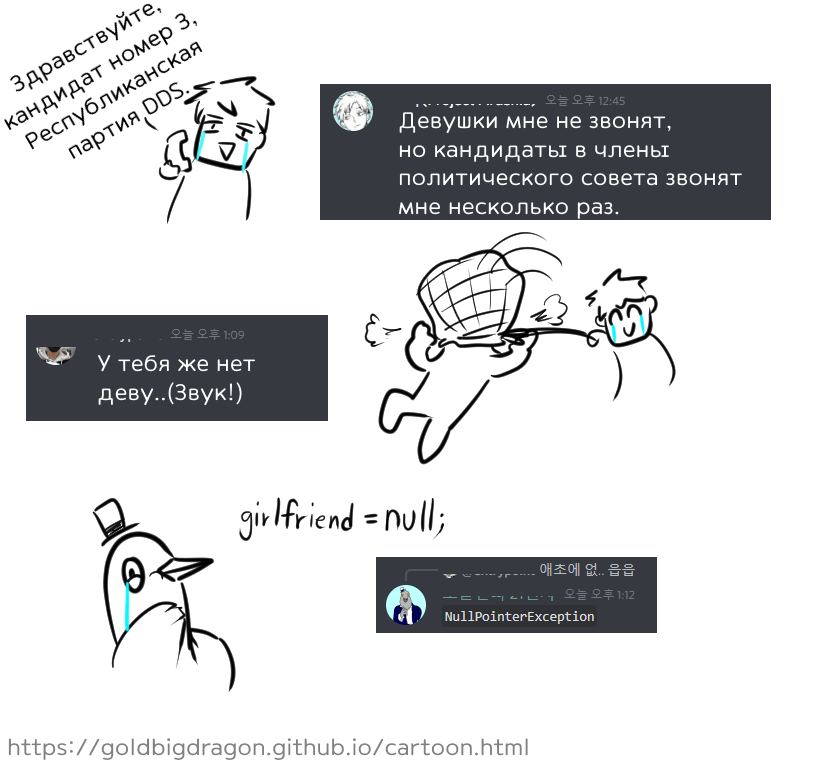 Здравствуйте,
кандидат номер 3,
Республиканская
партия DDS.
오늘 오후 12:45
Девушки мне не звонят,
но кандидаты в члены
политического совета звонят
мне несколько раз.
오늘 오후 1:09
У тебя же нет
деву..(Звук!)
girlfriend = null;
애초에 없.. 읍읍
오늘 오후 1:12
NullPointerException
https://goldbigdragon.github.io/cartoon.html